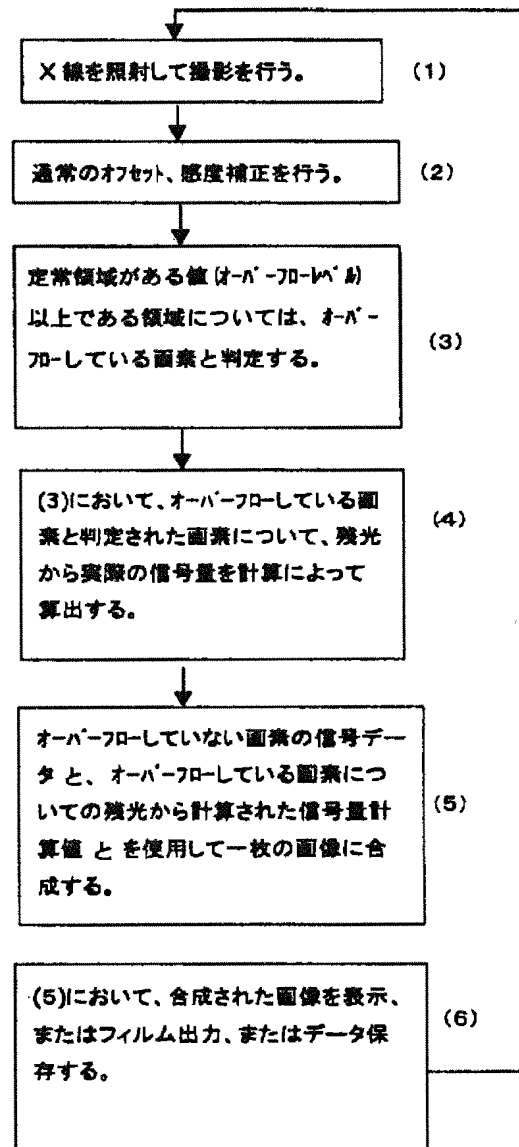 X線を照射して撮影を行う。
(1)
通常のオフセット、感度補正を行う。
(2)
定常領域がある値(オーバーフローレベル)
以上である領域については、オーバー
フローしている画素と判定する。
(3)
(3)において、オーバーフローしている画
素と判定された画素について、残光
から実際の信号量を計算によって
算出する。
(4)
オーバーフローしていない画素の信号デー
タ と、オーバーフローしている画素につ
いての残光から計算された信号量計
算値 と を使用して一枚の画像に合
成する。
(5)
(5)において、合成された画像を表示、
またはフィルム出力、またはデータ保
存する。
(6)